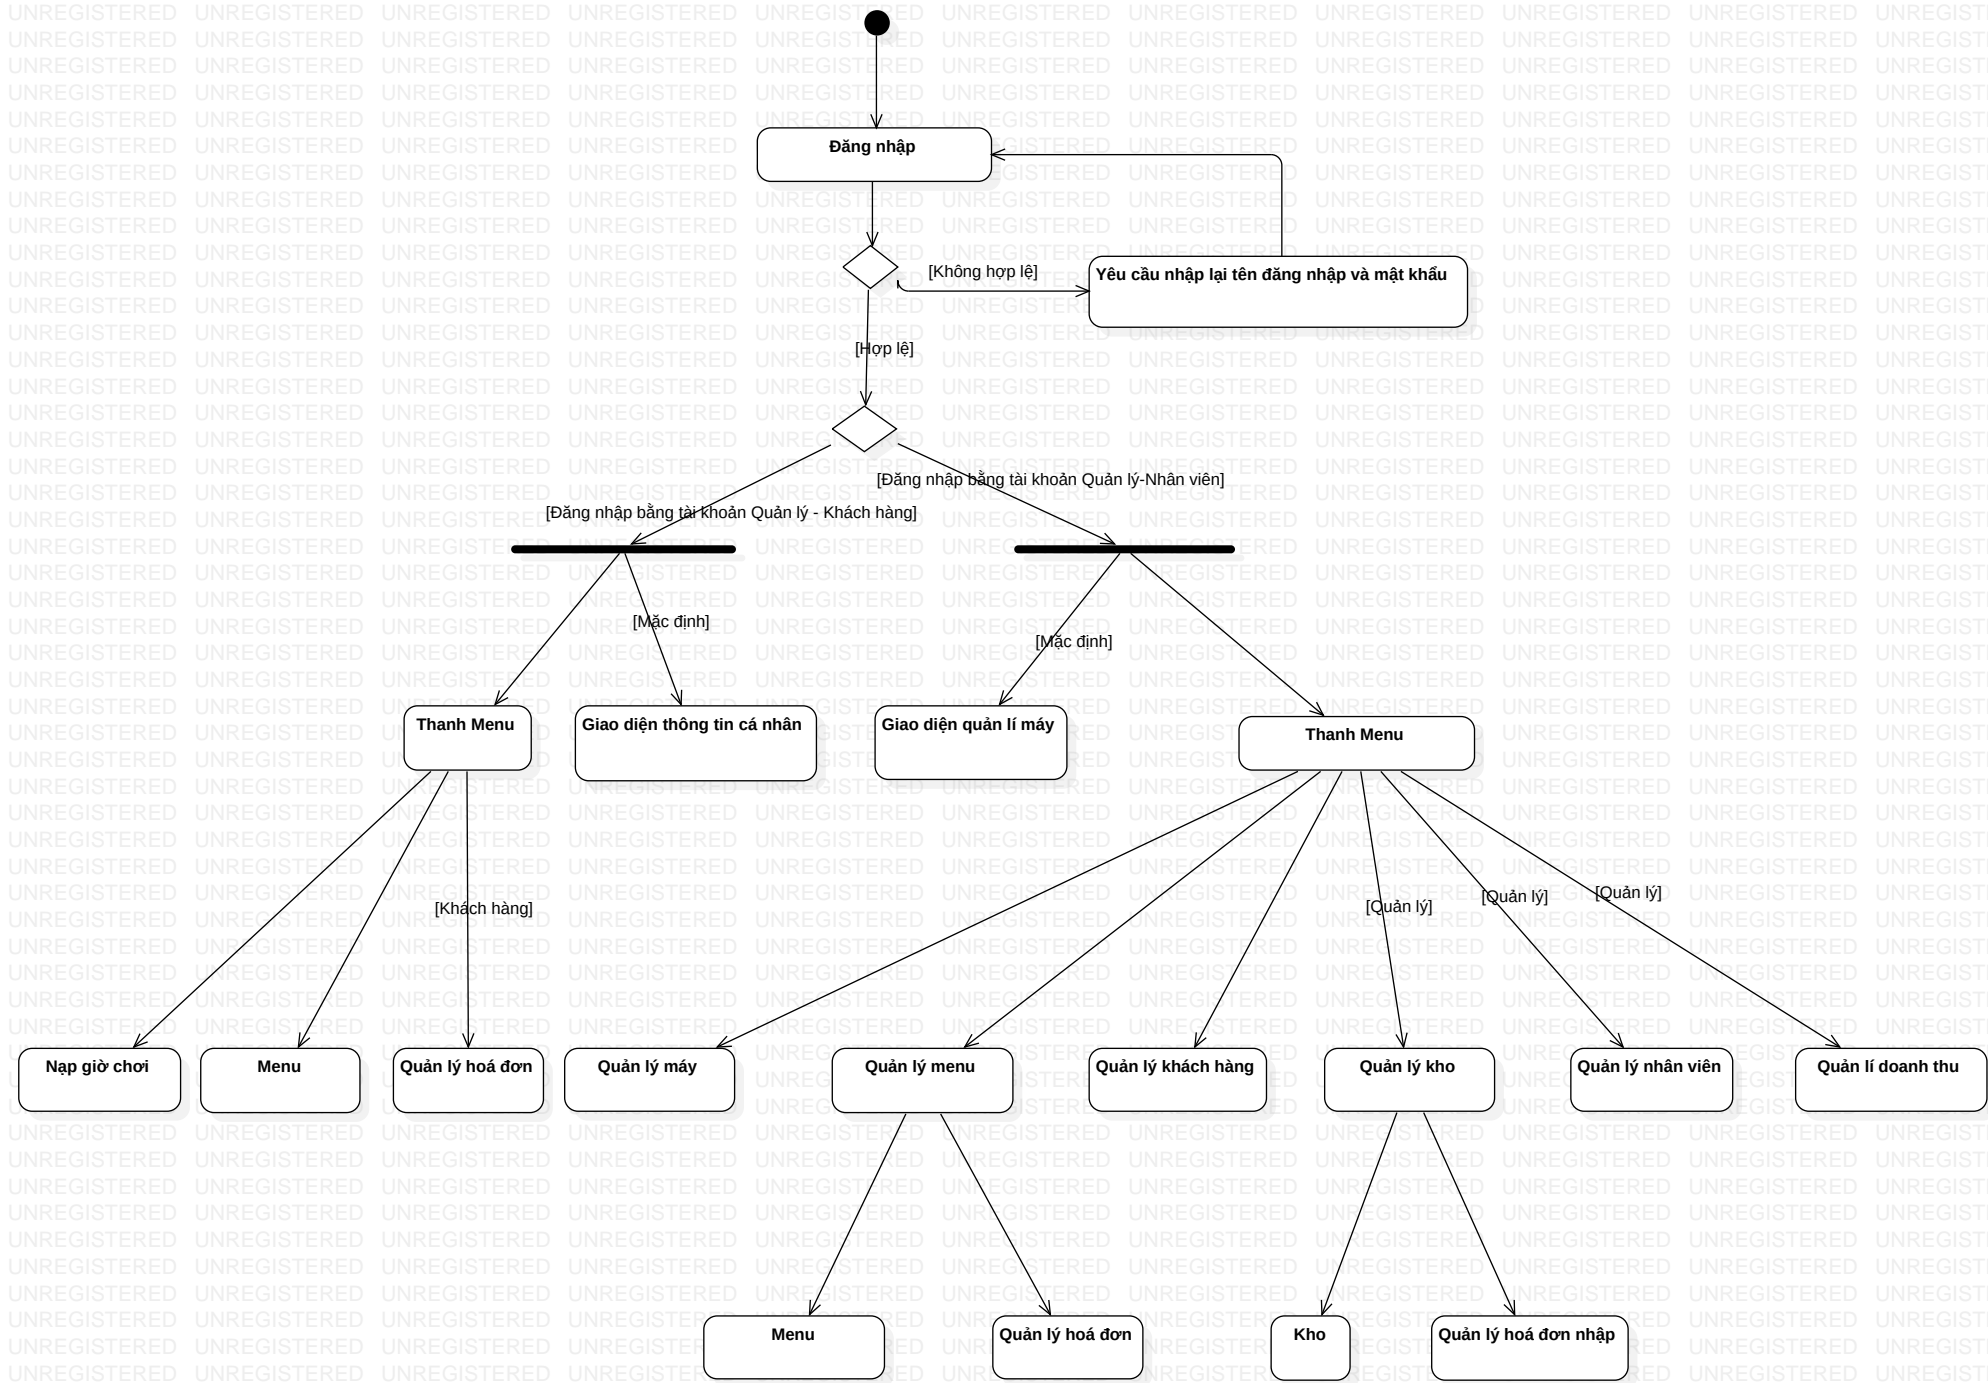 Đăng nhập
[Không hợp lệ]
Yêu cầu nhập lại tên đăng nhập và mật khẩu
[Hợp lệ]
[Đăng nhập bằng tài khoản Quản lý-Nhân viên]
[Đăng nhập bằng tài khoản Quản lý - Khách hàng]
[Mặc định]
[Mặc định]
Thanh Menu
Giao diện thông tin cá nhân
Giao diện quản lí máy
Thanh Menu
[Khách hàng]
[Quản lý]
[Quản lý]
[Quản lý]
Nạp giờ chơi
Menu
Quản lý hoá đơn
Quản lý máy
Quản lý menu
Quản lý khách hàng
Quản lý kho
Quản lý nhân viên
Quản lí doanh thu
Menu
Quản lý hoá đơn
Kho
Quản lý hoá đơn nhập